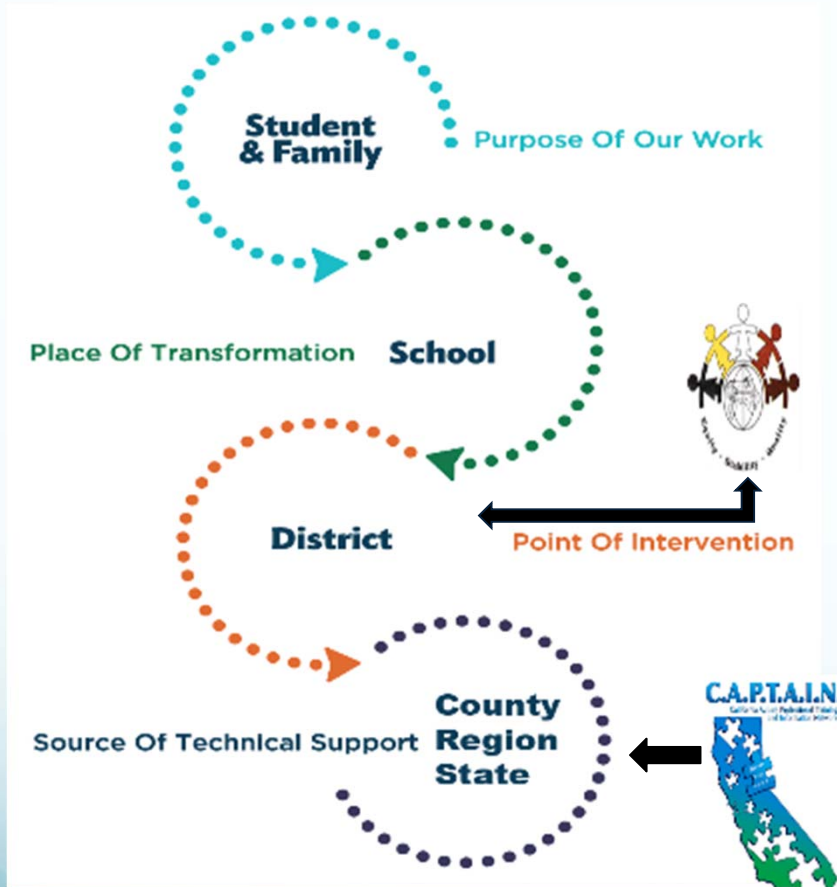 Student
& Family
Purpose Of Our Work
Place Of Transformation
School
District
Point Of Intervention
C.A.P.T.A.I.N
County
Region
State
Source Of Technical Support